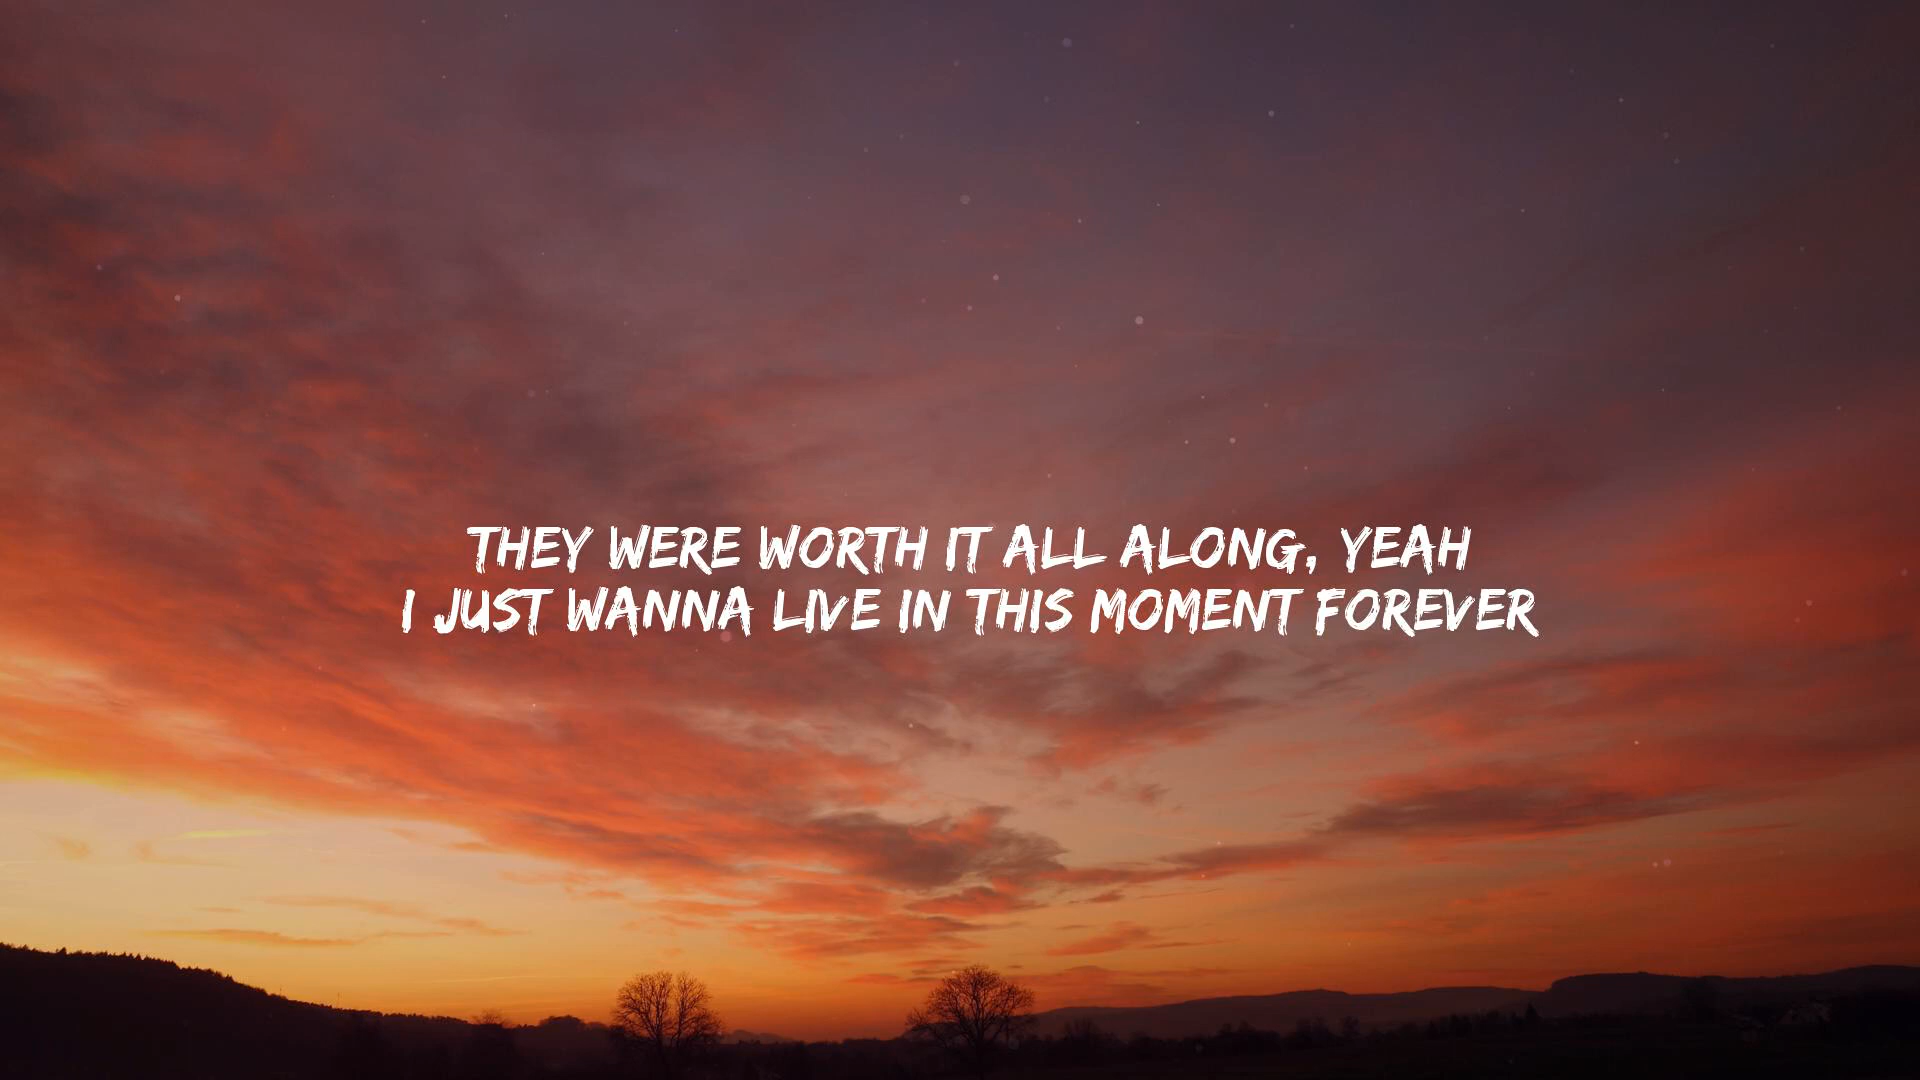 THEY WERE WORTH IT ALL ALONG, YEAH
I JUST WANNA LIVE IN THIS MOMENT FOREVER